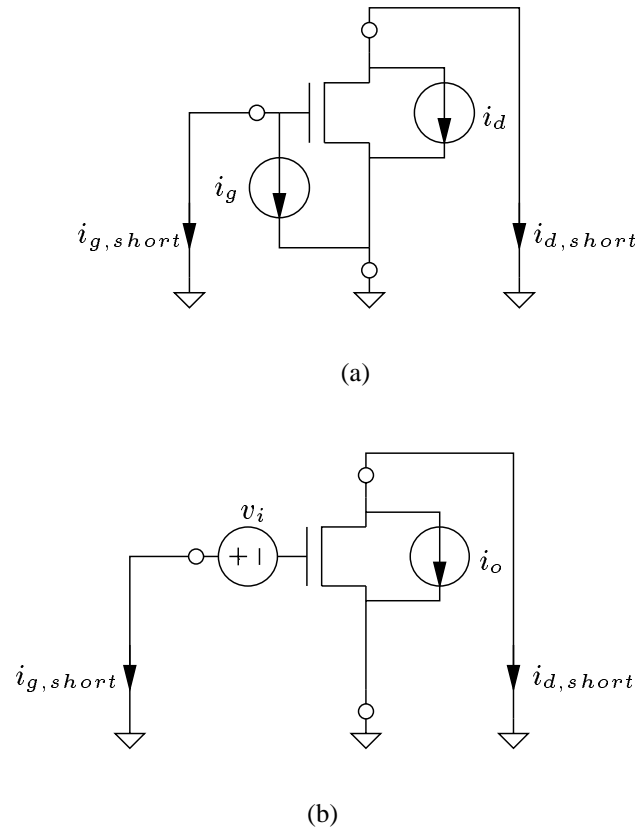 i_d
i_g
i_{g,short}
i_{d,short}
(a)
v_i
+ −
i_o
i_{g,short}
i_{d,short}
(b)